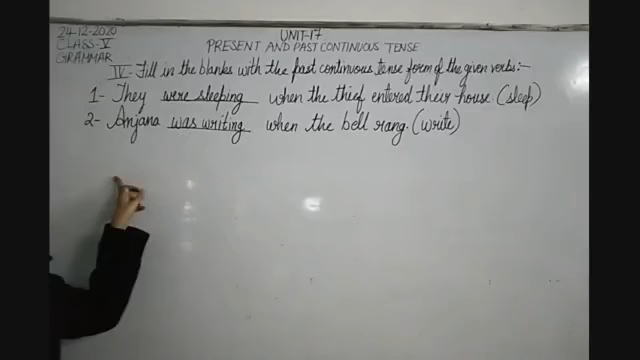 24-12-2020
CLASS-V
GRAMMAR
UNIT-17
PRESENT AND PAST CONTINUOUS TENSE
IV- Fill in the blanks with the past continuous tense form of the given verbs:-
1- They were sleeping when the thief entered their house. (sleep)
2- Anjana was writing when the bell rang. (write)